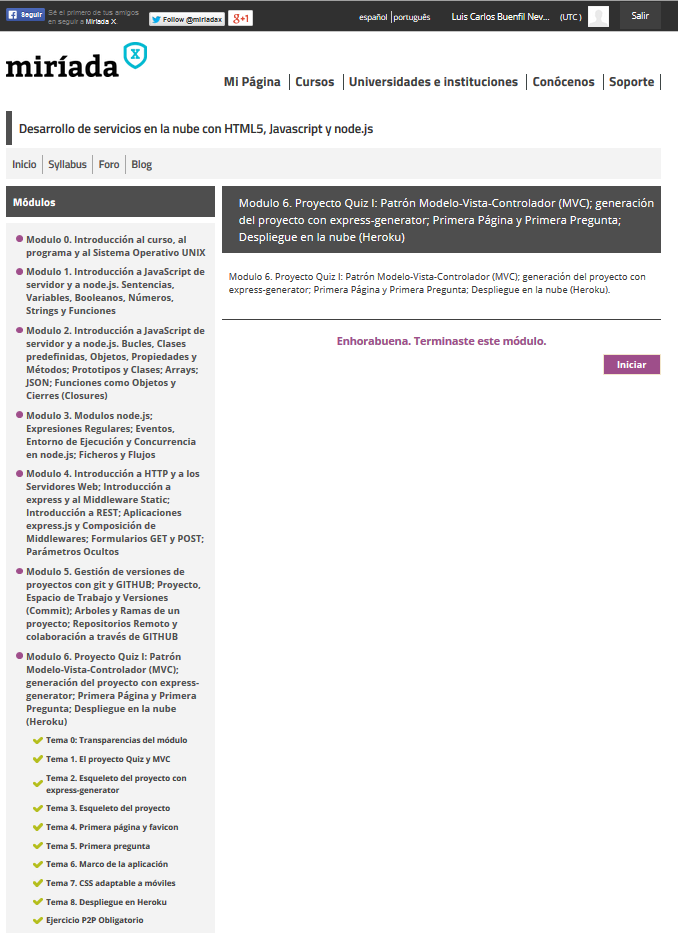 Seguir
Sé el primero de tus amigos
en seguir a Miríada X.
Follow @miriadax
g+1
español | português
Luis Carlos Buenfil Nev...
(UTC )
Salir
miríada X
Mi Página
Cursos
Universidades e instituciones
Conócenos
Soporte
Desarrollo de servicios en la nube con HTML5, Javascript y node.js
Inicio
Syllabus
Foro
Blog
Módulos
Modulo 0. Introducción al curso, al
programa y al Sistema Operativo UNIX
Modulo 1. Introducción a JavaScript de
servidor y a node.js. Sentencias,
Variables, Booleanos, Números,
Strings y Funciones
Modulo 2. Introducción a JavaScript de
servidor y a node.js. Bucles, Clases
predefinidas, Objetos, Propiedades y
Métodos; Prototipos y Clases; Arrays;
JSON; Funciones como Objetos y
Cierres (Closures)
Modulo 3. Modulos node.js;
Expresiones Regulares; Eventos,
Entorno de Ejecución y Concurrencia
en node.js; Ficheros y Flujos
Modulo 4. Introducción a HTTP y a los
Servidores Web; Introducción a
express y al Middleware Static;
Introducción a REST; Aplicaciones
express.js y Composición de
Middlewares; Formularios GET y POST;
Parámetros Ocultos
Modulo 5. Gestión de versiones de
proyectos con git y GITHUB; Proyecto,
Espacio de Trabajo y Versiones
(Commit); Arboles y Ramas de un
proyecto; Repositorios Remoto y
colaboración a través de GITHUB
Modulo 6. Proyecto Quiz I: Patrón
Modelo-Vista-Controlador (MVC);
generación del proyecto con express-
generator; Primera Página y Primera
Pregunta; Despliegue en la nube
(Heroku)
Tema 0: Transparencias del módulo
Tema 1. El proyecto Quiz y MVC
Tema 2. Esqueleto del proyecto con
express-generator
Tema 3. Esqueleto del proyecto
Tema 4. Primera página y favicon
Tema 5. Primera pregunta
Tema 6. Marco de la aplicación
Tema 7. CSS adaptable a móviles
Tema 8. Despliegue en Heroku
Ejercicio P2P Obligatorio
Modulo 6. Proyecto Quiz I: Patrón Modelo-Vista-Controlador (MVC); generación
del proyecto con express-generator; Primera Página y Primera Pregunta;
Despliegue en la nube (Heroku)
Modulo 6. Proyecto Quiz I: Patrón Modelo-Vista-Controlador (MVC); generación del proyecto con
express-generator; Primera Página y Primera Pregunta; Despliegue en la nube (Heroku).
Enhorabuena. Terminaste este módulo.
Iniciar